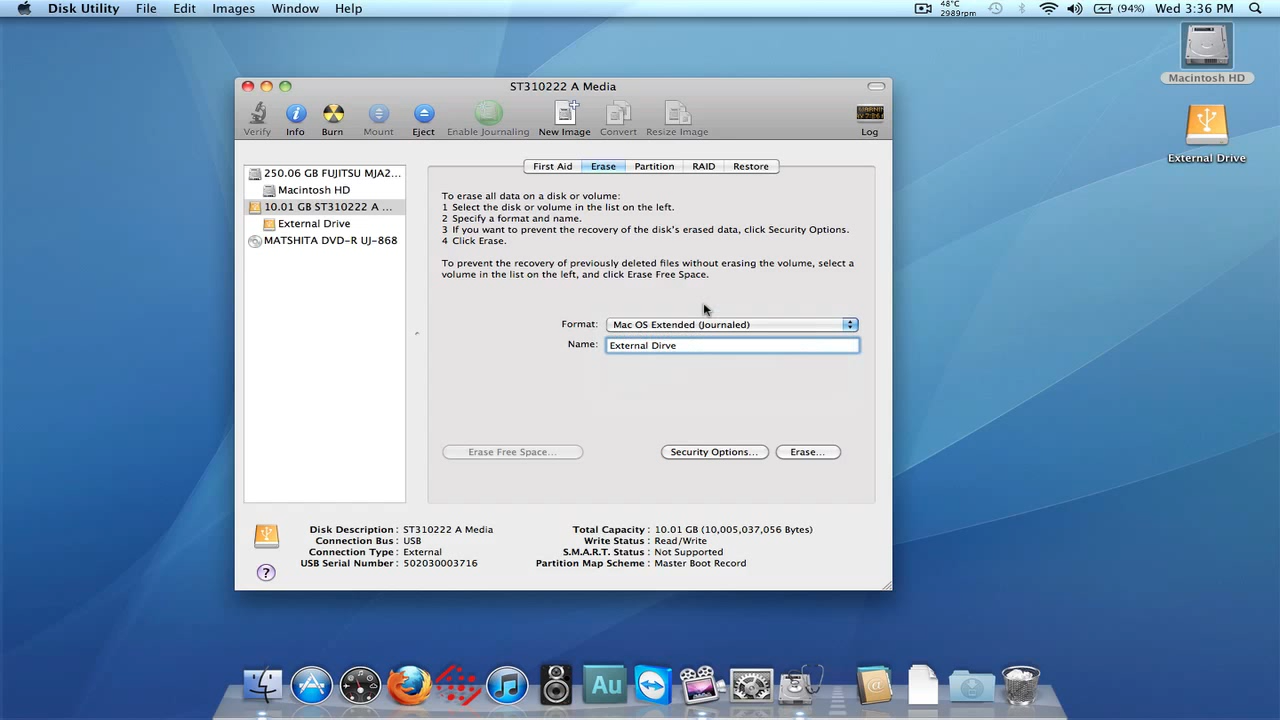 Disk Utility File Edit Images Window Help
48°C
2989rpm
(94%) Wed 3:36 PM
Macintosh HD
External Drive
ST310222 A Media
Verify Info Burn Mount Eject Enable Journaling New Image Convert Resize Image Log
250.06 GB FUJITSU MJA2...
Macintosh HD
10.01 GB ST310222 A ...
External Drive
MATSHITA DVD-R UJ-868
First Aid Erase Partition RAID Restore
To erase all data on a disk or volume:
1 Select the disk or volume in the list on the left.
2 Specify a format and name.
3 If you want to prevent the recovery of the disk's erased data, click Security Options.
4 Click Erase.
To prevent the recovery of previously deleted files without erasing the volume, select a
volume in the list on the left, and click Erase Free Space.
Format: Mac OS Extended (Journaled)
Name: External Dirve
Erase Free Space... Security Options... Erase...
Disk Description : ST310222 A Media
Connection Bus : USB
Connection Type : External
USB Serial Number : 502030003716
Total Capacity : 10.01 GB (10,005,037,056 Bytes)
Write Status : Read/Write
S.M.A.R.T. Status : Not Supported
Partition Map Scheme : Master Boot Record
?
Au